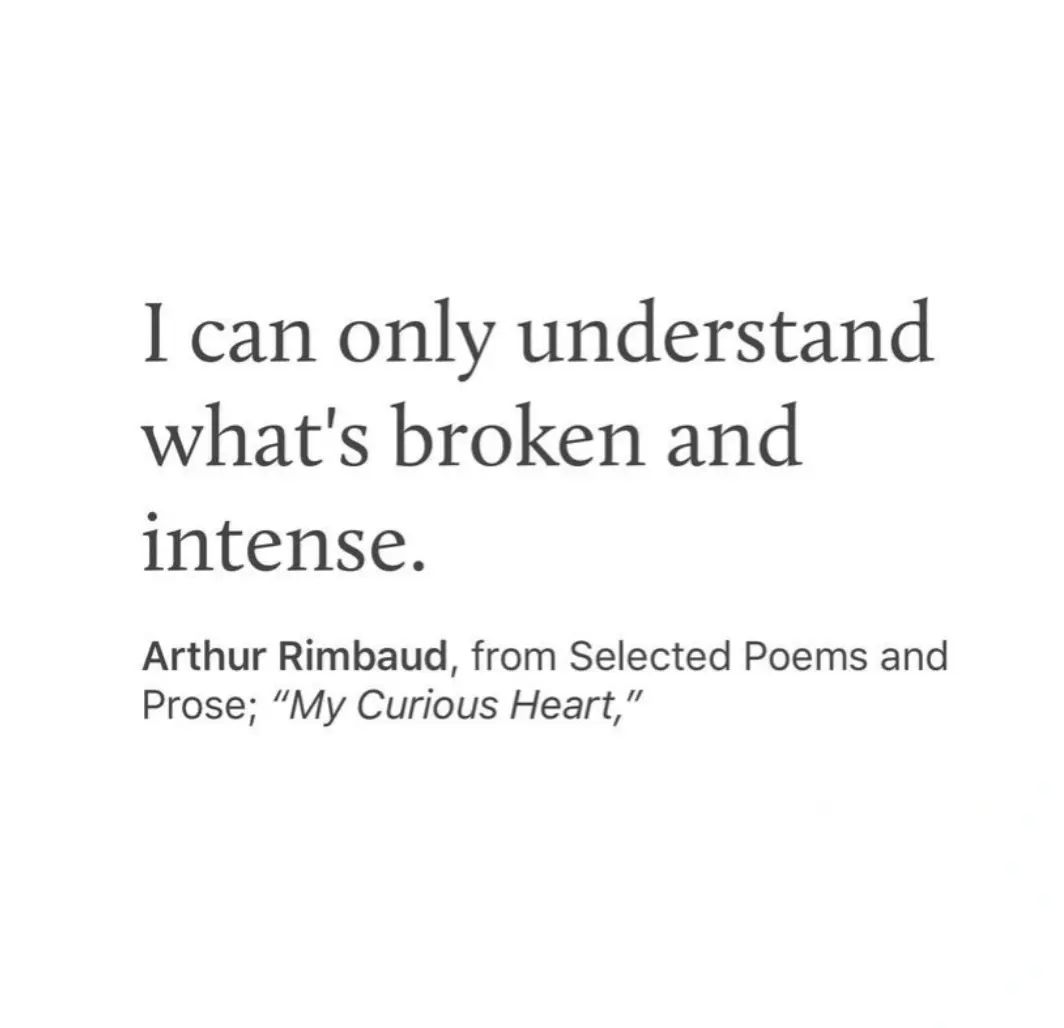 I can only understand
what's broken and
intense.
Arthur Rimbaud, from Selected Poems and
Prose; “My Curious Heart,”